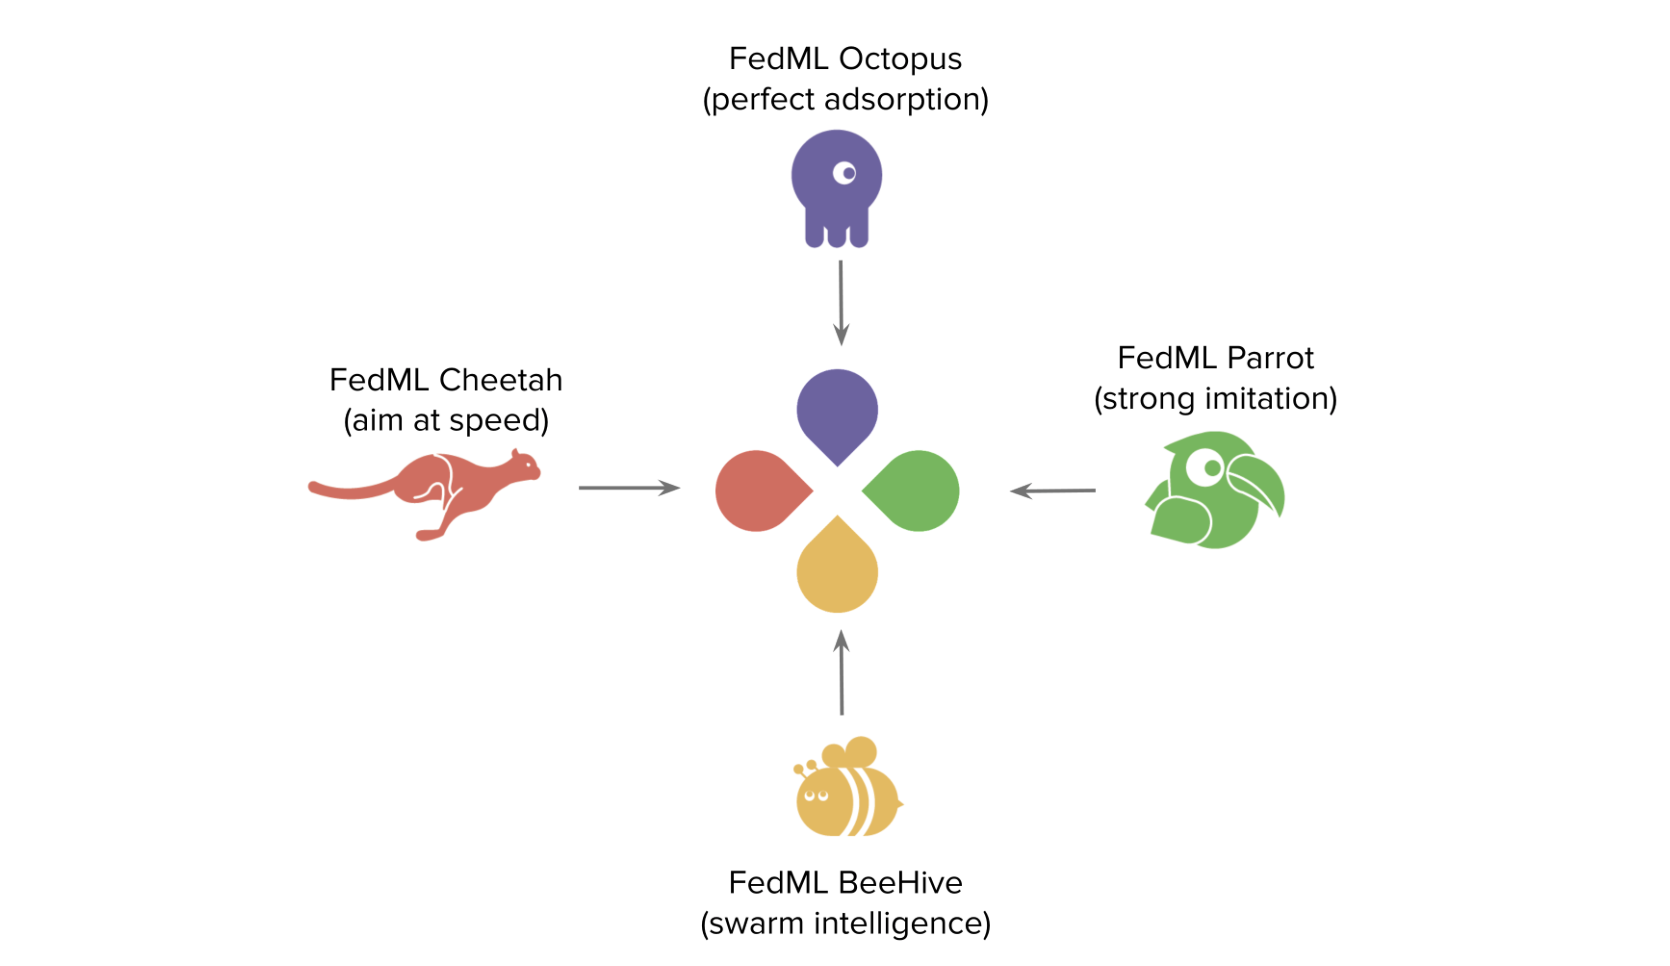 FedML Octopus
(perfect adsorption)
FedML Parrot
(strong imitation)
FedML Cheetah
(aim at speed)
FedML BeeHive
(swarm intelligence)